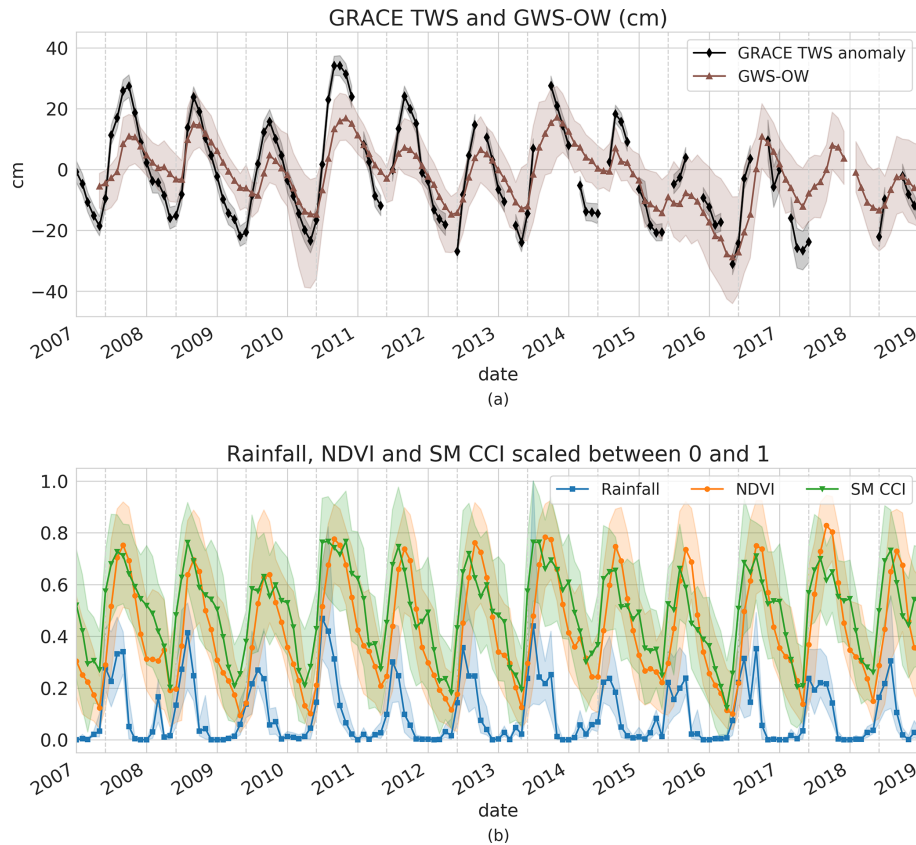 GRACE TWS and GWS-OW (cm)
GRACE TWS anomaly
GWS-OW
40
20
0
−20
−40
cm
2007 2008 2009 2010 2011 2012 2013 2014 2015 2016 2017 2018 2019
date
(a)
Rainfall, NDVI and SM CCI scaled between 0 and 1
Rainfall NDVI SM CCI
1.0
0.8
0.6
0.4
0.2
0.0
2007 2008 2009 2010 2011 2012 2013 2014 2015 2016 2017 2018 2019
date
(b)